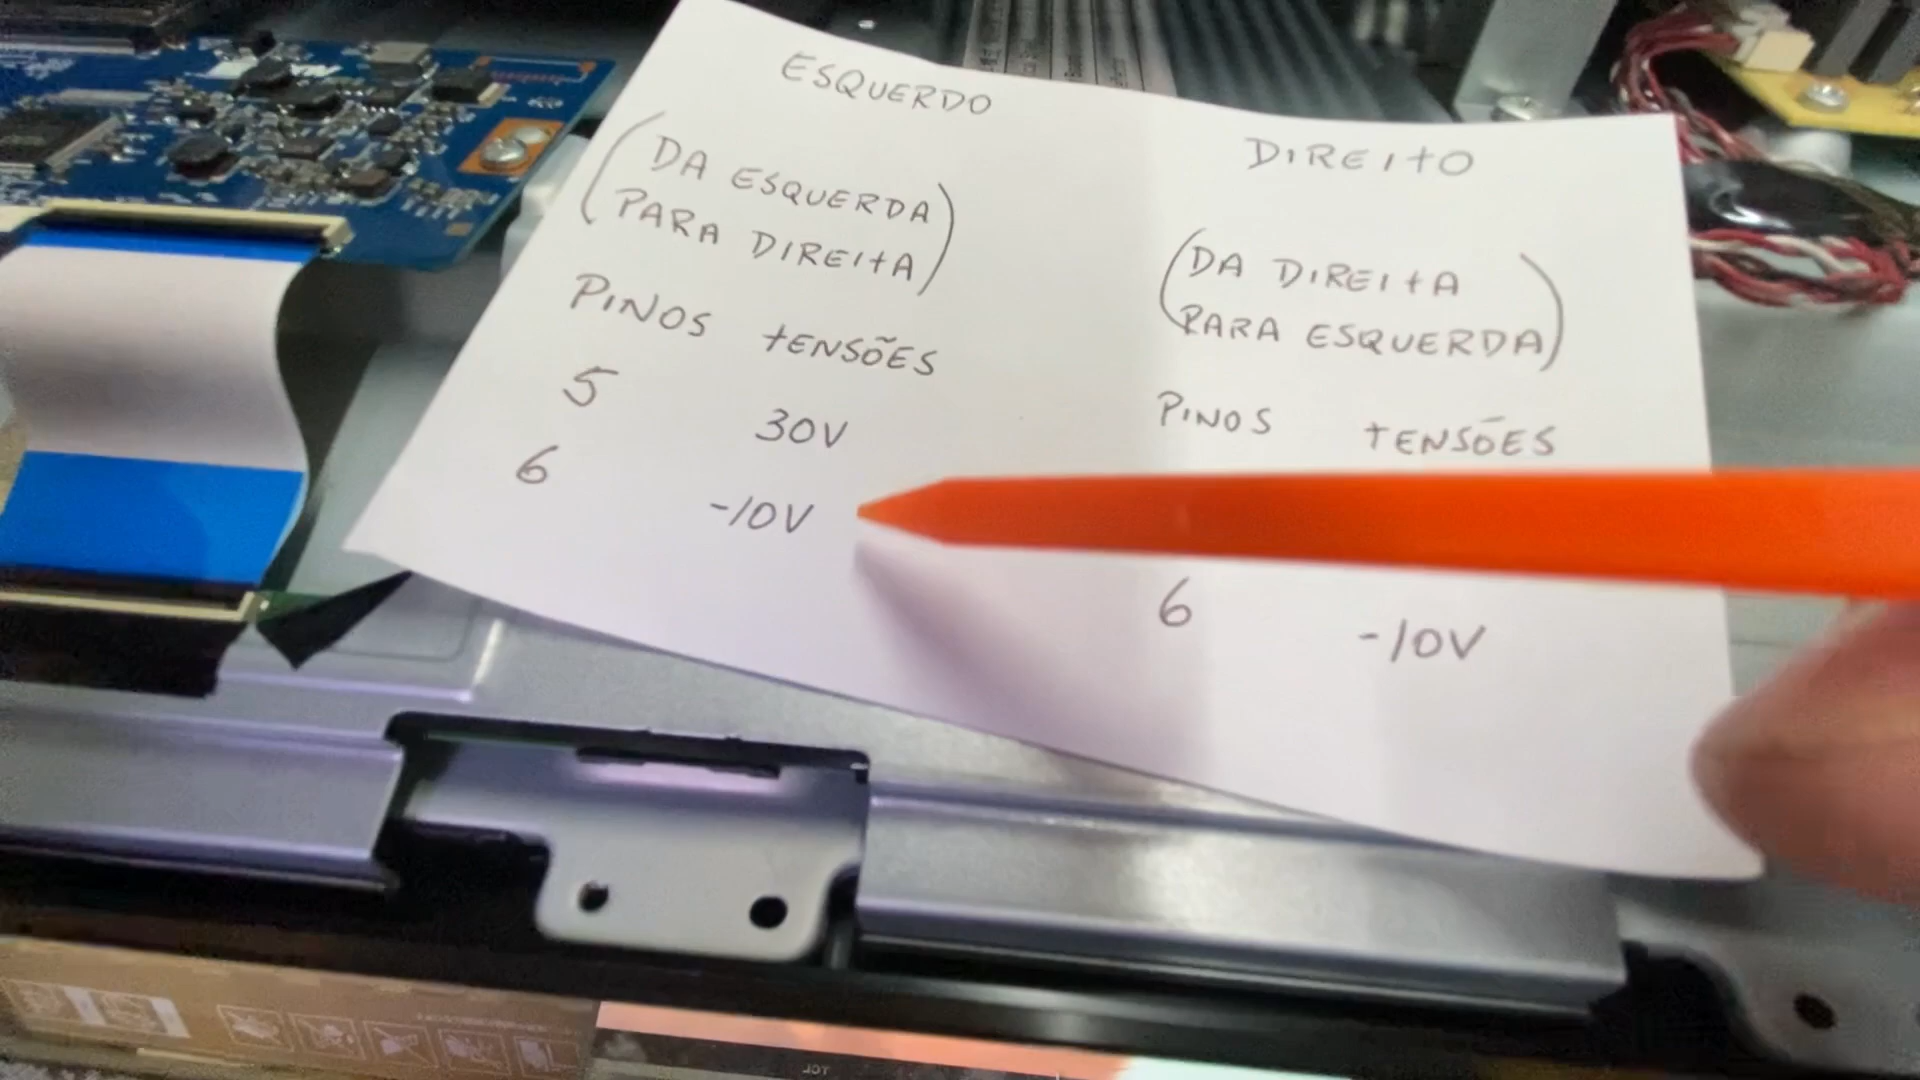 ESQUERDO
(DA ESQUERDA
PARA DIREITA)
PINOS TENSÕES
5 30V
6 -10V
DIREITO
(DA DIREITA
PARA ESQUERDA)
PINOS TENSÕES
6 -10V